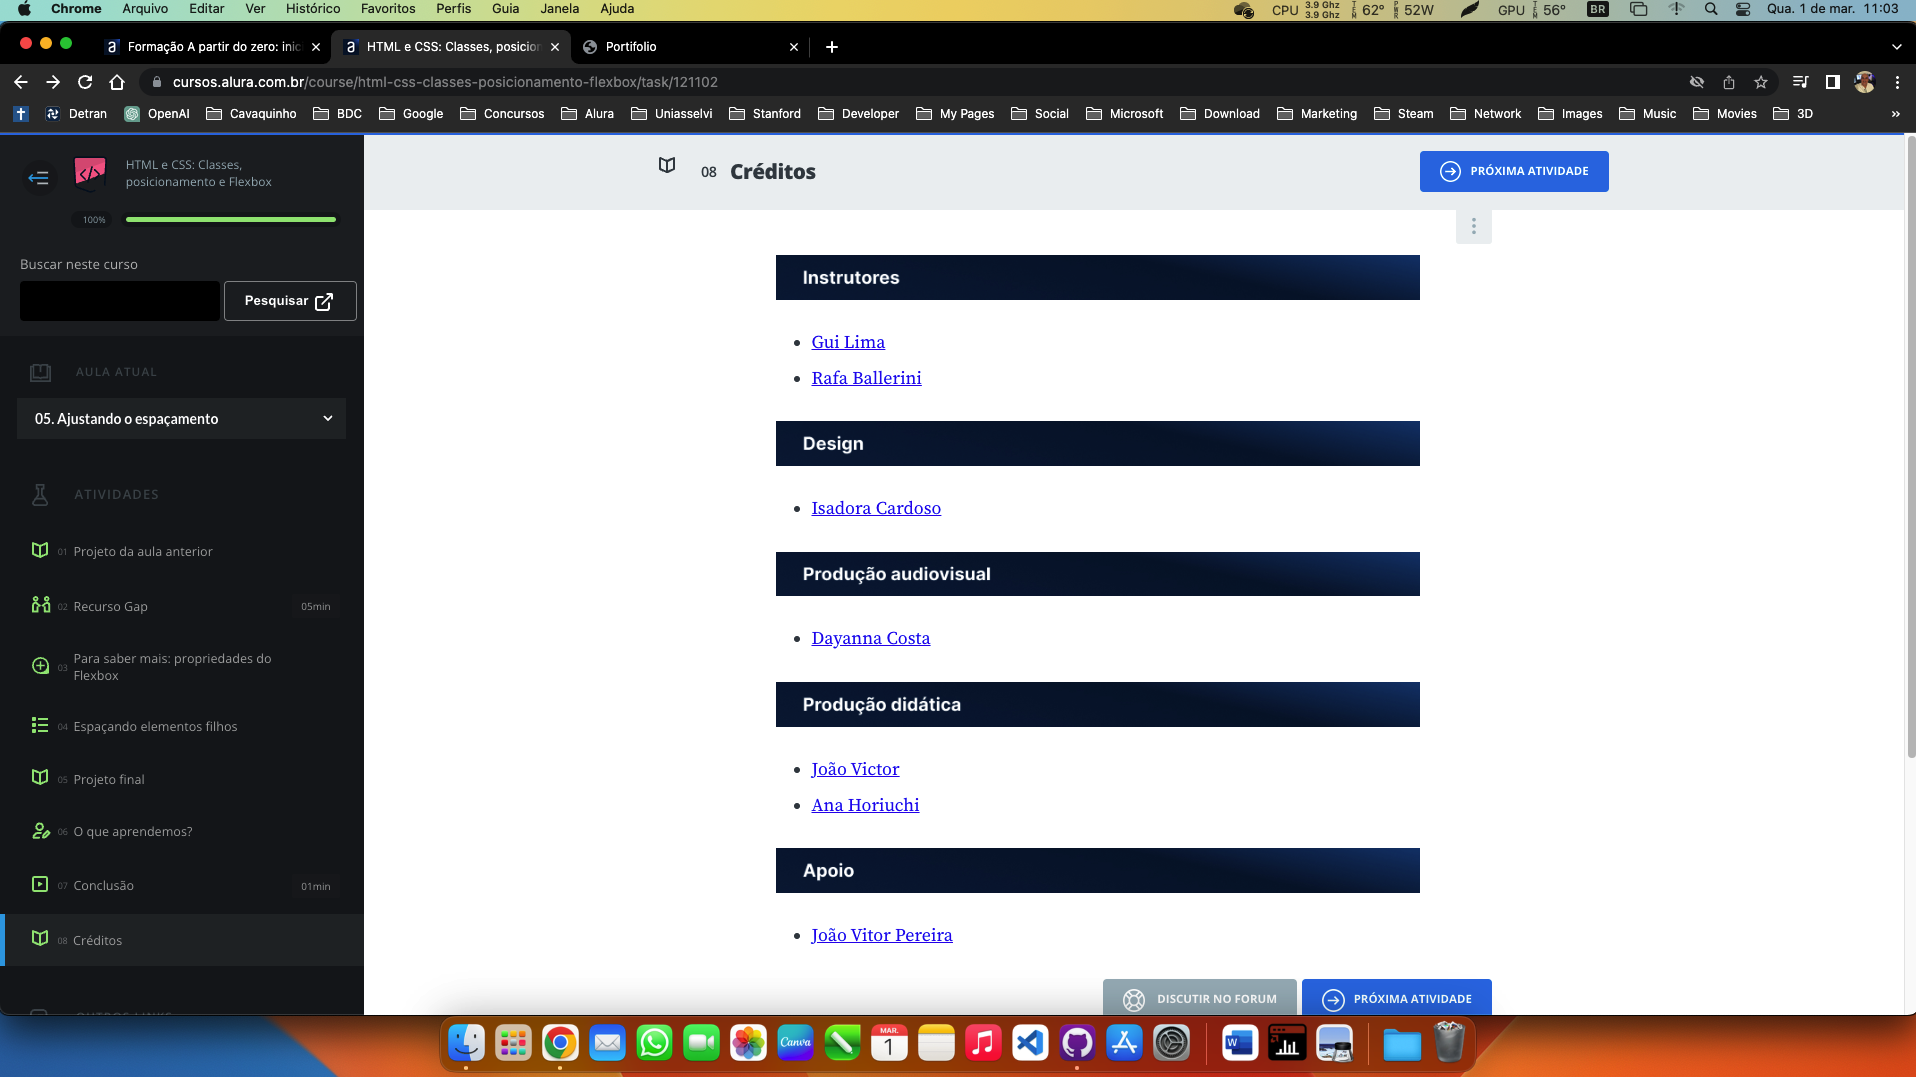 Chrome Arquivo Editar Ver Histórico Favoritos Perfis Guia Janela Ajuda
CPU 3.9 Ghz 3.9 Ghz 62° 52W GPU 56° BR Qua. 1 de mar. 11:03
Formação A partir do zero: inic
HTML e CSS: Classes, posicion
Portifolio
cursos.alura.com.br/course/html-css-classes-posicionamento-flexbox/task/121102
Detran OpenAI Cavaquinho BDC Google Concursos Alura Uniasselvi Stanford Developer My Pages Social Microsoft Download Marketing Steam Network Images Music Movies 3D »
HTML e CSS: Classes,
posicionamento e Flexbox
100%
08 Créditos
PRÓXIMA ATIVIDADE
Buscar neste curso
Pesquisar
AULA ATUAL
05. Ajustando o espaçamento
ATIVIDADES
01 Projeto da aula anterior
02 Recurso Gap 05min
03 Para saber mais: propriedades do
Flexbox
04 Espaçando elementos filhos
05 Projeto final
06 O que aprendemos?
07 Conclusão 01min
08 Créditos
OUTROS LINKS
Instrutores
Gui Lima
Rafa Ballerini
Design
Isadora Cardoso
Produção audiovisual
Dayanna Costa
Produção didática
João Victor
Ana Horiuchi
Apoio
João Vitor Pereira
DISCUTIR NO FORUM
PRÓXIMA ATIVIDADE
Canva
MAR.
1
W